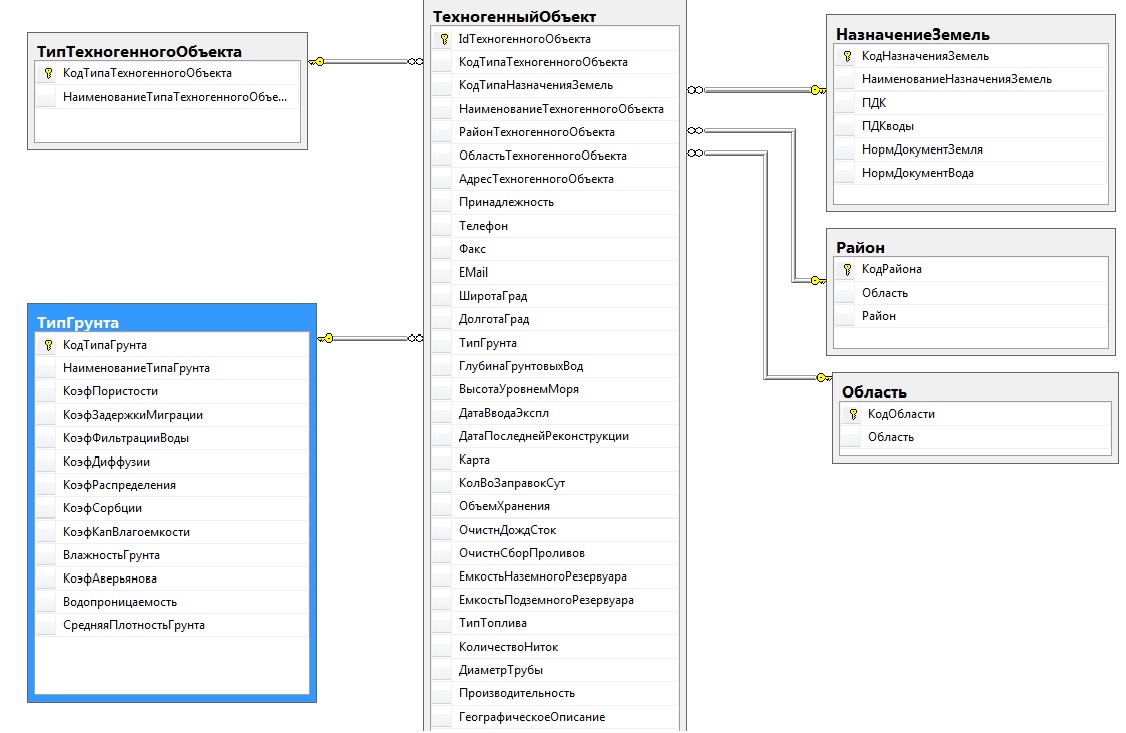 ТипТехногенногоОбъекта
КодТипаТехногенногоОбъекта
НаименованиеТипаТехногенногоОбъе...
ТипГрунта
КодТипаГрунта
НаименованиеТипаГрунта
КоэфПористости
КоэфЗадержкиМиграции
КоэфФильтрацииВоды
КоэфДиффузии
КоэфРаспределения
КоэфСорбции
КоэфКапВлагоемкости
ВлажностьГрунта
КоэфАверьянова
Водопроницаемость
СредняяПлотностьГрунта
ТехногенныйОбъект
IdТехногенногоОбъекта
КодТипаТехногенногоОбъекта
КодТипаНазначенияЗемель
НаименованиеТехногенногоОбъекта
РайонТехногенногоОбъекта
ОбластьТехногенногоОбъекта
АдресТехногенногоОбъекта
Принадлежность
Телефон
Факс
EMail
ШиротаГрад
ДолготаГрад
ТипГрунта
ГлубинаГрунтовыхВод
ВысотаУровнемМоря
ДатаВводаЭкспл
ДатаПоследнейРеконструкции
Карта
КолВоЗаправокСут
ОбъемХранения
ОчистнДождСток
ОчистнСборПроливов
ЕмкостьНаземногоРезервуара
ЕмкостьПодземногоРезервуара
ТипТоплива
КоличествоНиток
ДиаметрТрубы
Производительность
ГеографическоеОписание
НазначениеЗемель
КодНазначенияЗемель
НаименованиеНазначенияЗемель
ПДК
ПДКводы
НормДокументЗемля
НормДокументВода
Район
КодРайона
Область
Район
Область
КодОбласти
Область